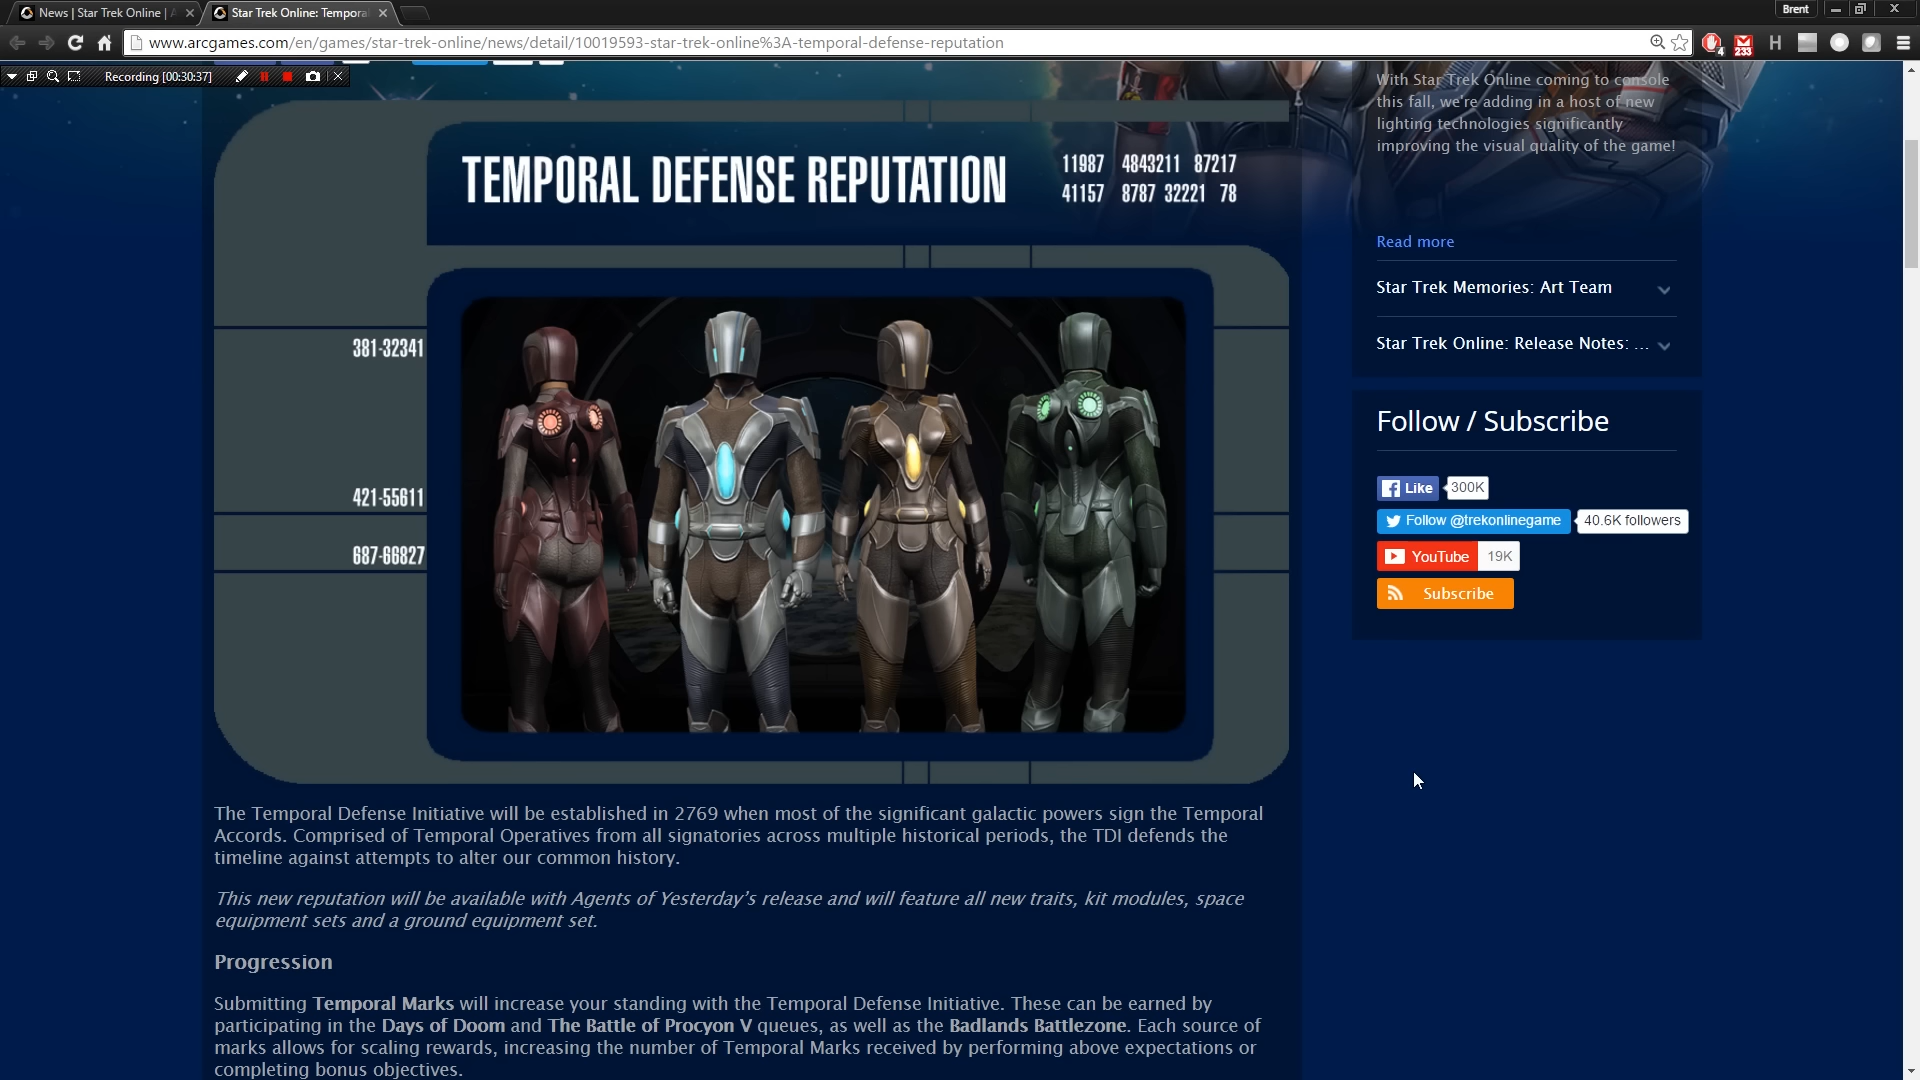 News | Star Trek Online |
Star Trek Online: Tempora
Brent
www.arcgames.com/en/games/star-trek-online/news/detail/10019593-star-trek-online%3A-temporal-defense-reputation
4
233
H
Recording [00:30:37]
TEMPORAL DEFENSE REPUTATION
11987 4843211 87217
41157 8787 32221 78
381-32341
421-55611
687-66827
The Temporal Defense Initiative will be established in 2769 when most of the significant galactic powers sign the Temporal
Accords. Comprised of Temporal Operatives from all signatories across multiple historical periods, the TDI defends the
timeline against attempts to alter our common history.
This new reputation will be available with Agents of Yesterday’s release and will feature all new traits, kit modules, space
equipment sets and a ground equipment set.
Progression
Submitting Temporal Marks will increase your standing with the Temporal Defense Initiative. These can be earned by
participating in the Days of Doom and The Battle of Procyon V queues, as well as the Badlands Battlezone. Each source of
marks allows for scaling rewards, increasing the number of Temporal Marks received by performing above expectations or
completing bonus objectives.
With Star Trek Online coming to console
this fall, we're adding in a host of new
lighting technologies significantly
improving the visual quality of the game!
Read more
Star Trek Memories: Art Team
Star Trek Online: Release Notes: ...
Follow / Subscribe
Like 300K
Follow @trekonlinegame 40.6K followers
YouTube 19K
Subscribe